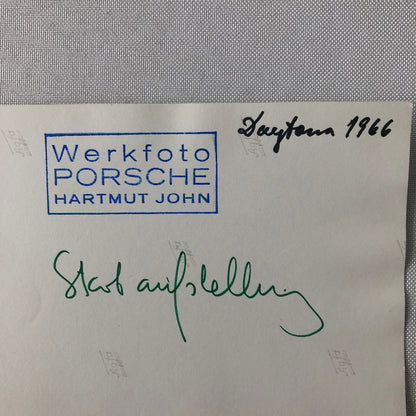 Daytona 1966
Werkfoto
PORSCHE
HARTMUT JOHN
Startaufstellung